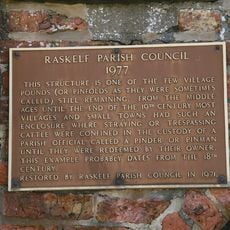 RASKELF PARISH COUNCIL
1977
THIS STRUCTURE IS ONE OF THE FEW VILLAGE
POUNDS (OR PINFOLDS AS THEY WERE SOMETIMES
CALLED) STILL REMAINING. FROM THE MIDDLE
AGES UNTIL THE END OF THE 19TH CENTURY MOST
VILLAGES AND SMALL TOWNS HAD SUCH AN
ENCLOSURE WHERE STRAYING OR TRESPASSING
CATTLE WERE CONFINED IN THE CUSTODY OF A
PARISH OFFICIAL CALLED A PINDER OR PINMAN
UNTIL THEY WERE REDEEMED BY THEIR OWNER.
THIS EXAMPLE PROBABLY DATES FROM THE 18TH
CENTURY.
RESTORED BY RASKELF PARISH COUNCIL IN 1971